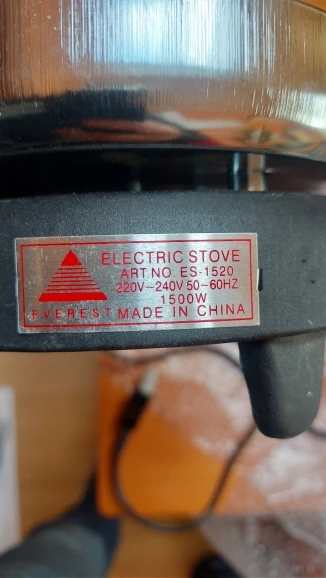 ELECTRIC STOVE
ART.NO. ES-1520
220V~240V 50~60HZ
1500W
EVEREST MADE IN CHINA